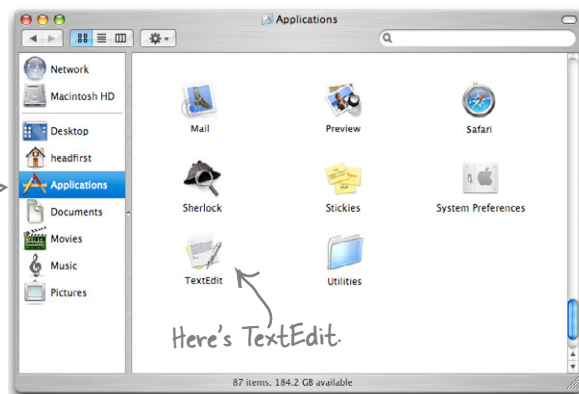 Applications
Network
Macintosh HD
Desktop
headfirst
Applications
Documents
Movies
Music
Pictures
Mail
Preview
Safari
Sherlock
Stickies
System Preferences
TextEdit
Utilities
Here's TextEdit.
87 items, 184.2 GB available